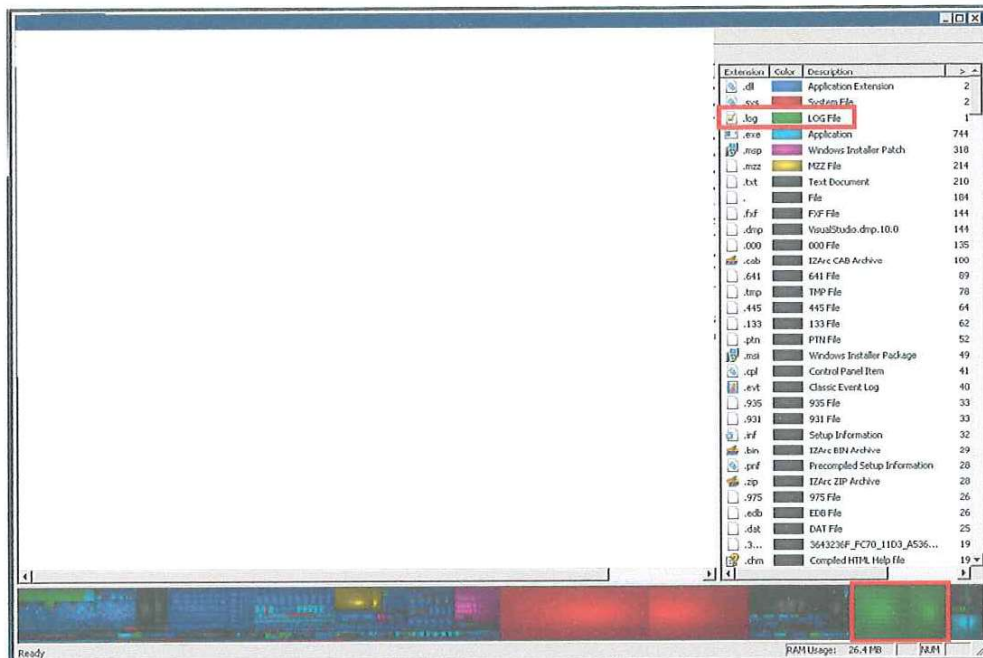 Extension Color Description >
.dll Application Extension 2
.sys System File 2
.log LOG File 1
.exe Application 744
.msp Windows Installer Patch 318
.mzz MZZ File 214
.txt Text Document 210
. File 184
.fxf FXF File 144
.dmp VisualStudio.dmp.10.0 144
.000 000 File 135
.cab IZArc CAB Archive 100
.641 641 File 89
.tmp TMP File 78
.445 445 File 64
.133 133 File 62
.ptn PTN File 52
.msi Windows Installer Package 49
.cpl Control Panel Item 41
.evt Classic Event Log 40
.935 935 File 33
.931 931 File 33
.inf Setup Information 32
.bin IZArc BIN Archive 29
.pnf Precompiled Setup Information 28
.zip IZArc ZIP Archive 28
.975 975 File 26
.edb EDB File 26
.dat DAT File 25
.3... 3643236F_FC70_11D3_A536... 19
.chm Compiled HTML Help file 19
Ready RAM Usage: 26.4 MB NUM